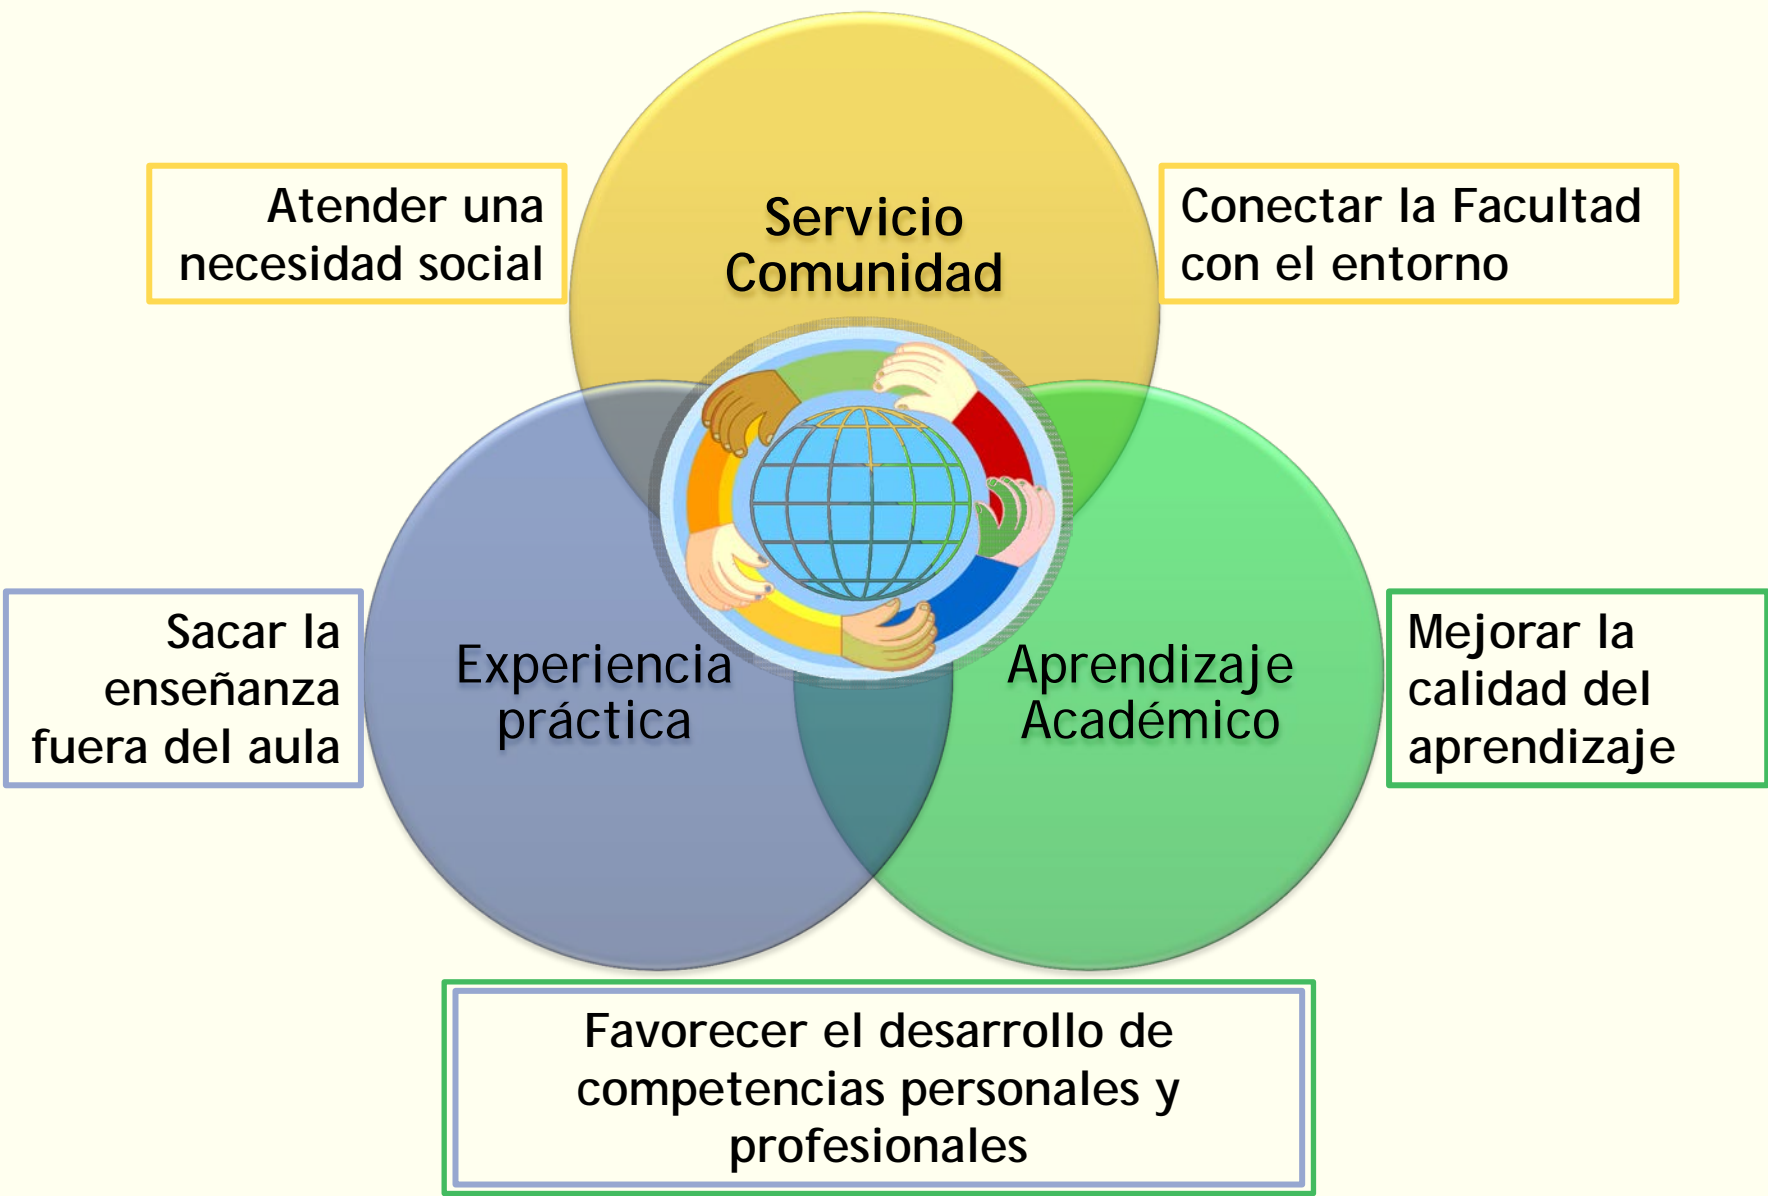 Atender una
necesidad social
Servicio
Comunidad
Conectar la Facultad
con el entorno
Sacar la
enseñanza
fuera del aula
Experiencia
práctica
Aprendizaje
Académico
Mejorar la
calidad del
aprendizaje
Favorecer el desarrollo de
competencias personales y
profesionales